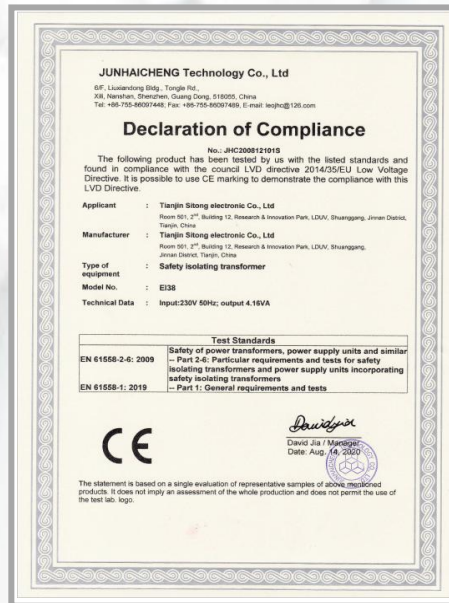 JUNHAICHENG Technology Co., Ltd
6/F, Liuxiandong Bldg., Tongle Rd.,
Xili, Nanshan, Shenzhen, Guang Dong, 518055, China
Tel: +86-755-86097448; Fax: +86-755-86097489, E-mail: leojhc@126.com
Declaration of Compliance
No.: JHC200812101S
The following product has been tested by us with the listed standards and
found in compliance with the council LVD directive 2014/35/EU Low Voltage
Directive. It is possible to use CE marking to demonstrate the compliance with this
LVD Directive.
Applicant : Tianjin Sitong electronic Co., Ltd
Room 501, 2nd, Building 12, Research & Innovation Park, LDUV, Shuanggang, Jinnan District,
Tianjin, China
Manufacturer : Tianjin Sitong electronic Co., Ltd
Room 501, 2nd, Building 12, Research & Innovation Park, LDUV, Shuanggang,
Jinnan District, Tianjin, China
Type of equipment : Safety isolating transformer
Model No. : EI38
Technical Data : Input:230V 50Hz; output 4.16VA
Test Standards
EN 61558-2-6: 2009 Safety of power transformers, power supply units and similar
-- Part 2-6: Particular requirements and tests for safety
isolating transformers and power supply units incorporating
safety isolating transformers
EN 61558-1: 2019 -- Part 1: General requirements and tests
CE
David Jia / Manager
Date: Aug. 14, 2020
The statement is based on a single evaluation of representative samples of above mentioned
products. It does not imply an assessment of the whole production and does not permit the use of
the test lab. logo.